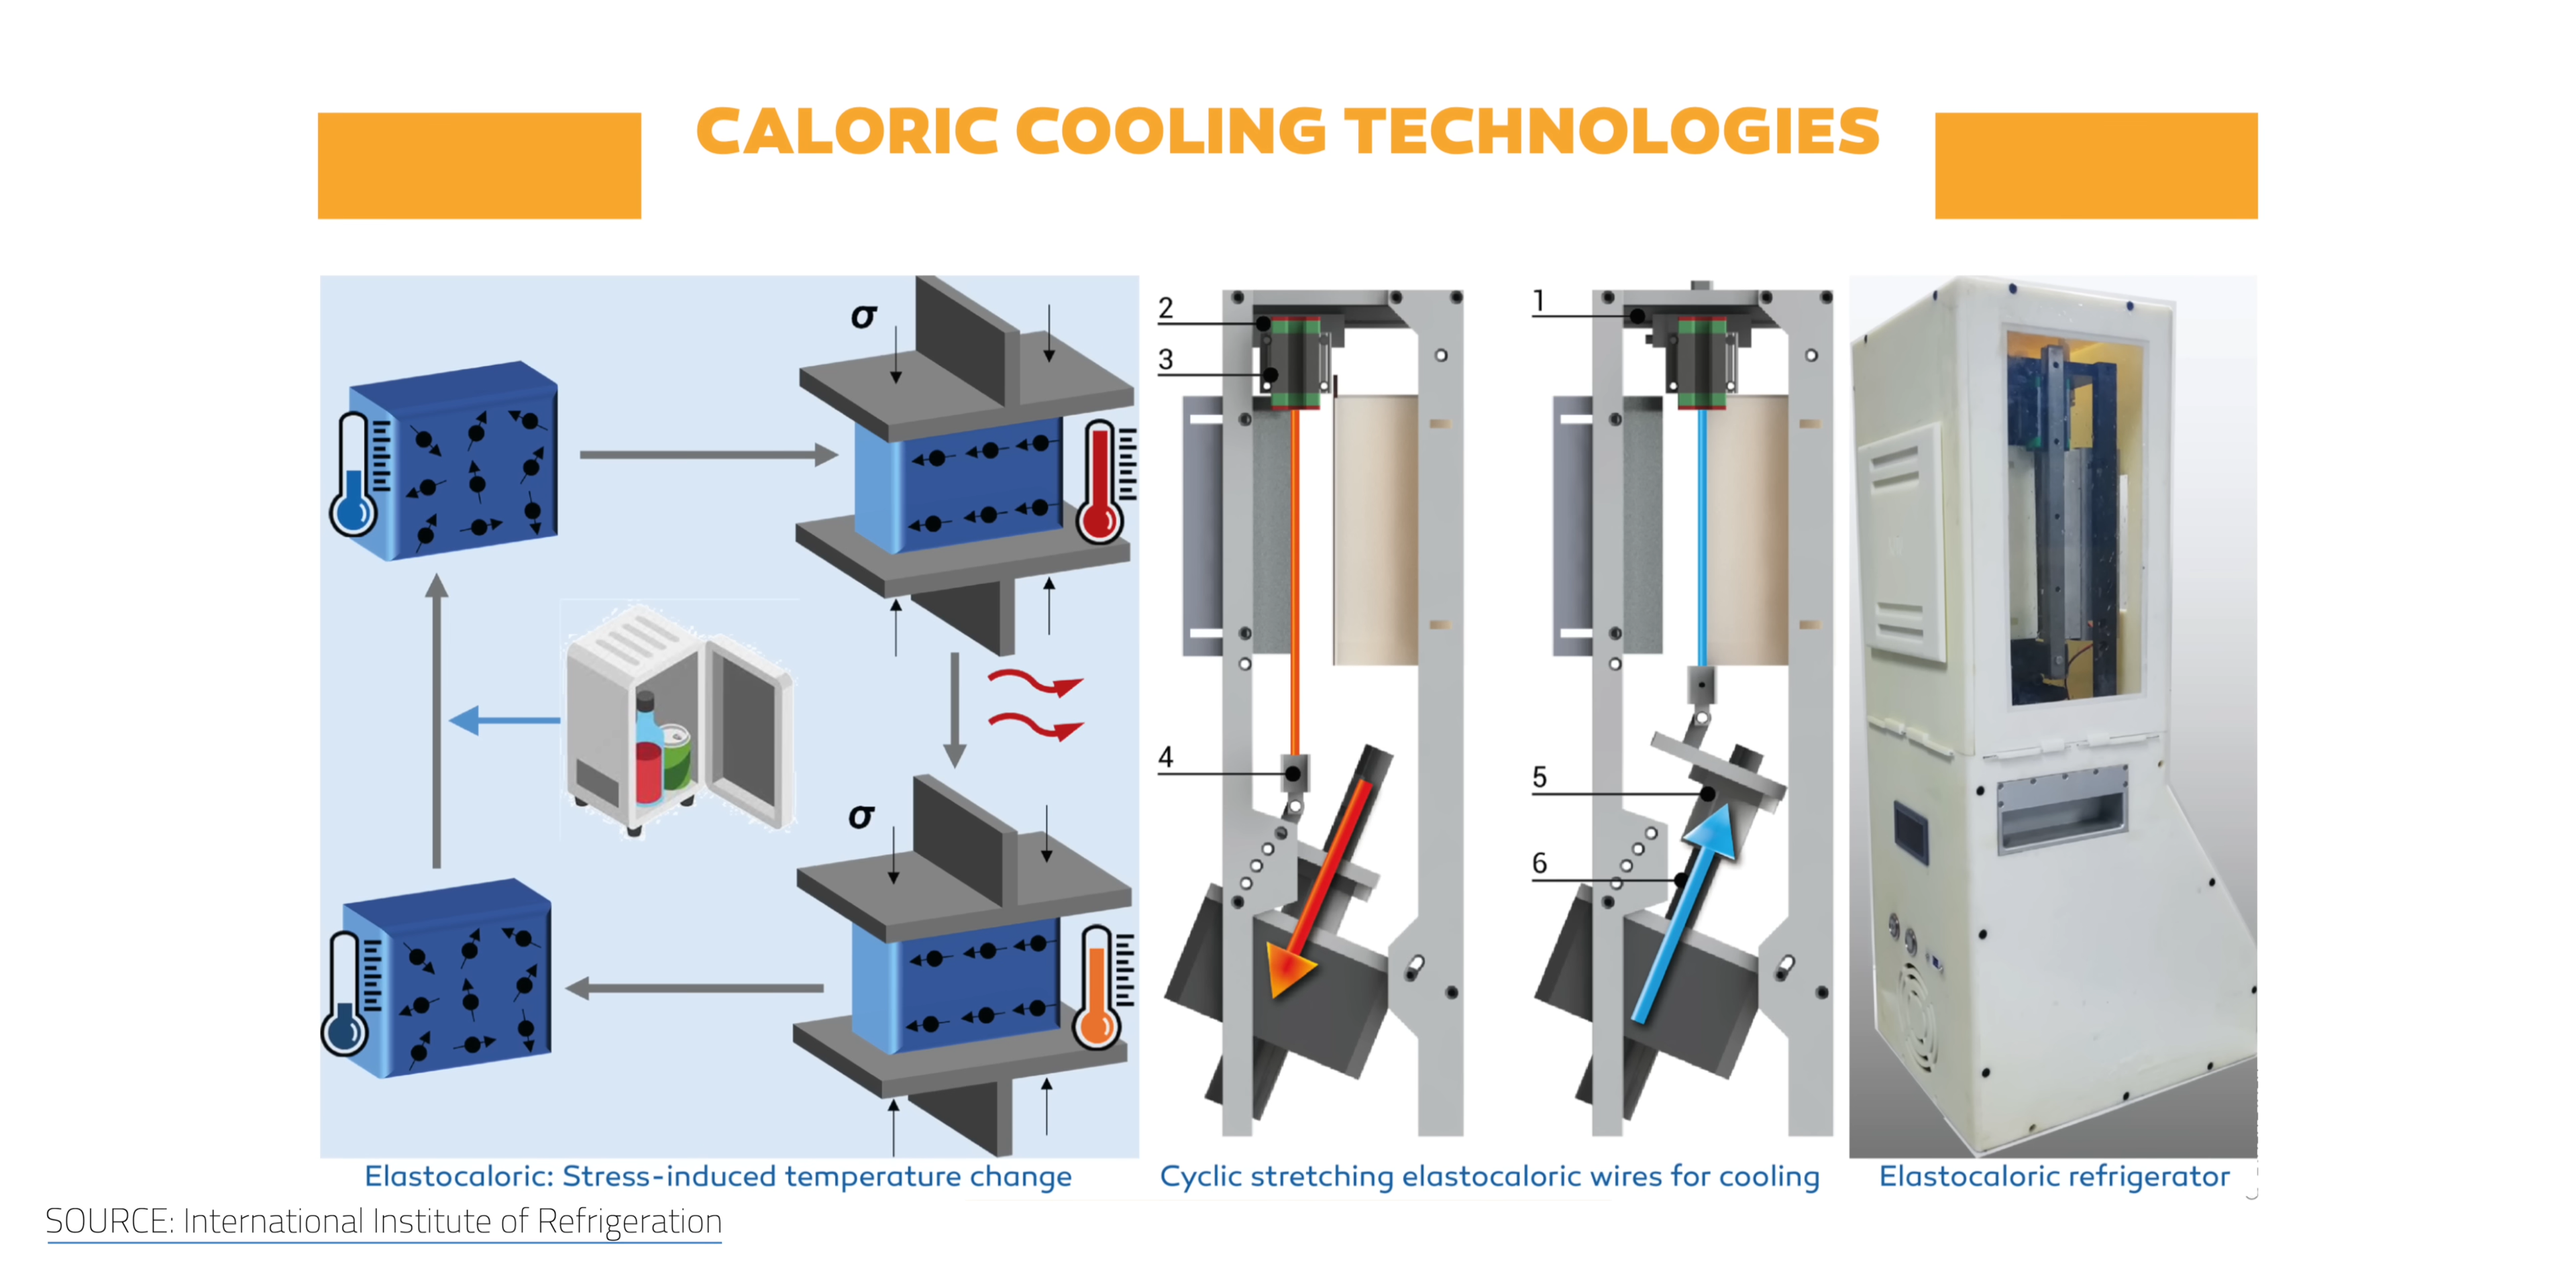 CALORIC COOLING TECHNOLOGIES
σ
σ
2
3
4
1
5
6
Elastocaloric: Stress-induced temperature change
Cyclic stretching elastocaloric wires for cooling
Elastocaloric refrigerator
SOURCE: International Institute of Refrigeration